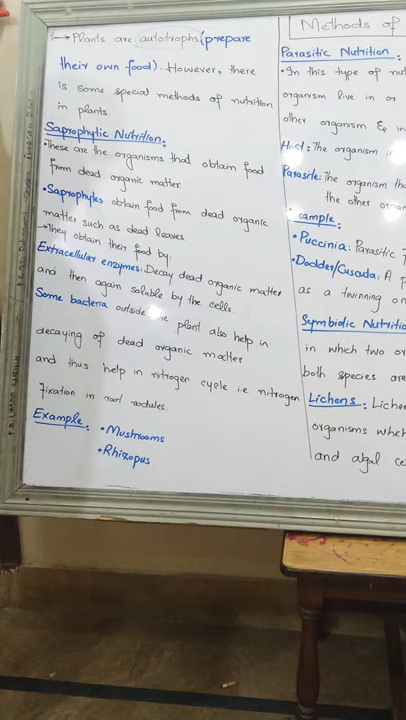 → Plants are (autotrophs (prepare
their own food). However, there
is some special methods of nutrition
in plants.
Saprophytic Nutrition:
•These are the organisms that obtain food
from dead organic matter.
•Saprophytes obtain food from dead organic
matter such as dead leaves.
→They obtain their food by:
Extracellular enzymes: Decay dead organic matter
and then again soluble by the cells.
Some bacteria outside the plant also help in
decaying of dead organic matter
and thus help in nitrogen cycle i.e nitrogen
fixation in root nodules.
Example: •Mushrooms
•Rhizopus
Methods of
Parasitic Nutrition:
•In this type of
organism live in or
other organism & in
Host: The organism
Parasite: The organism
the other
•Puccinia: Parasitic
•Dodder/Cuscuta: A
as a twinning on
Symbiotic
in which two or
both species are
Lichens:
organisms which
and algal